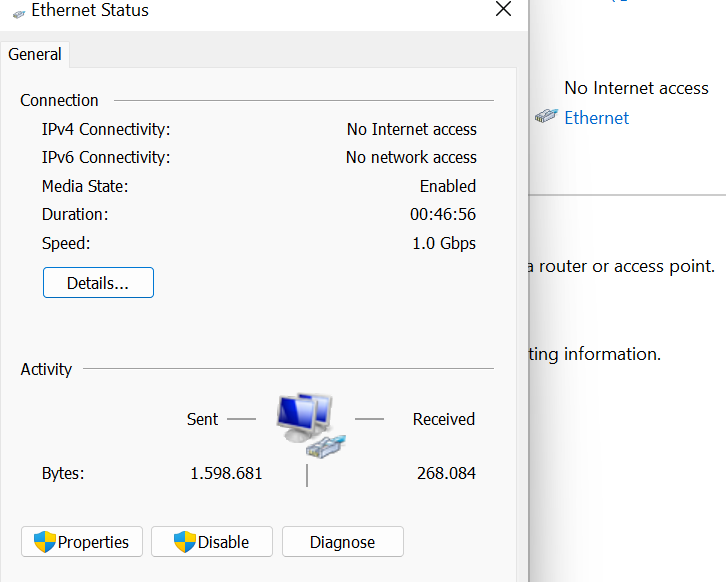 Ethernet Status
General
Connection
IPv4 Connectivity: No Internet access
IPv6 Connectivity: No network access
Media State: Enabled
Duration: 00:46:56
Speed: 1.0 Gbps
Details...
Activity
Sent Received
Bytes: 1.598.681 268.084
Properties Disable Diagnose
No Internet access
Ethernet
a router or access point.
ting information.